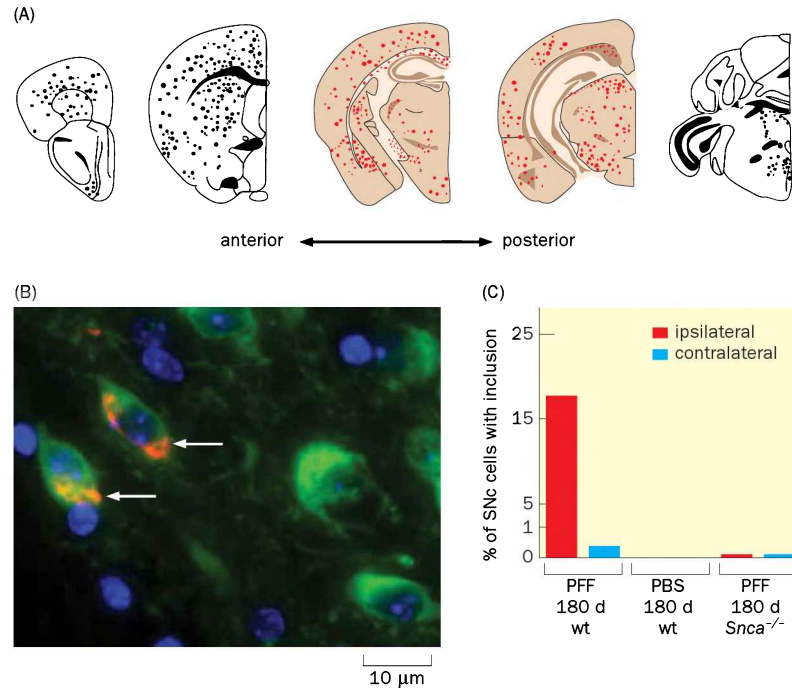 (A)
anterior
posterior
(B)
10 μm
(C)
% of SNc cells with inclusion
25
15
5
1
0
ipsilateral
contralateral
PFF
180 d
wt
PBS
180 d
wt
PFF
180 d
Snca-/-